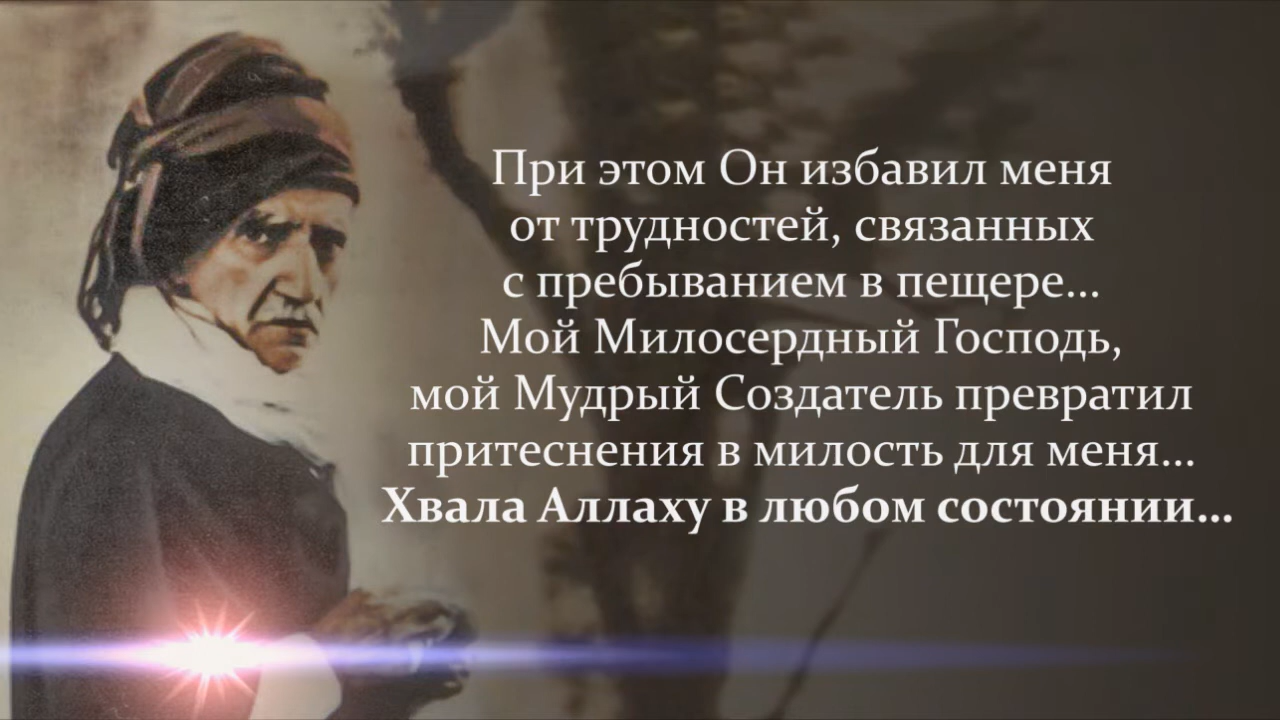 При этом Он избавил меня
от трудностей, связанных
с пребыванием в пещере...
Мой Милосердный Господь,
мой Мудрый Создатель превратил
притеснения в милость для меня...
Хвала Аллаху в любом состоянии...